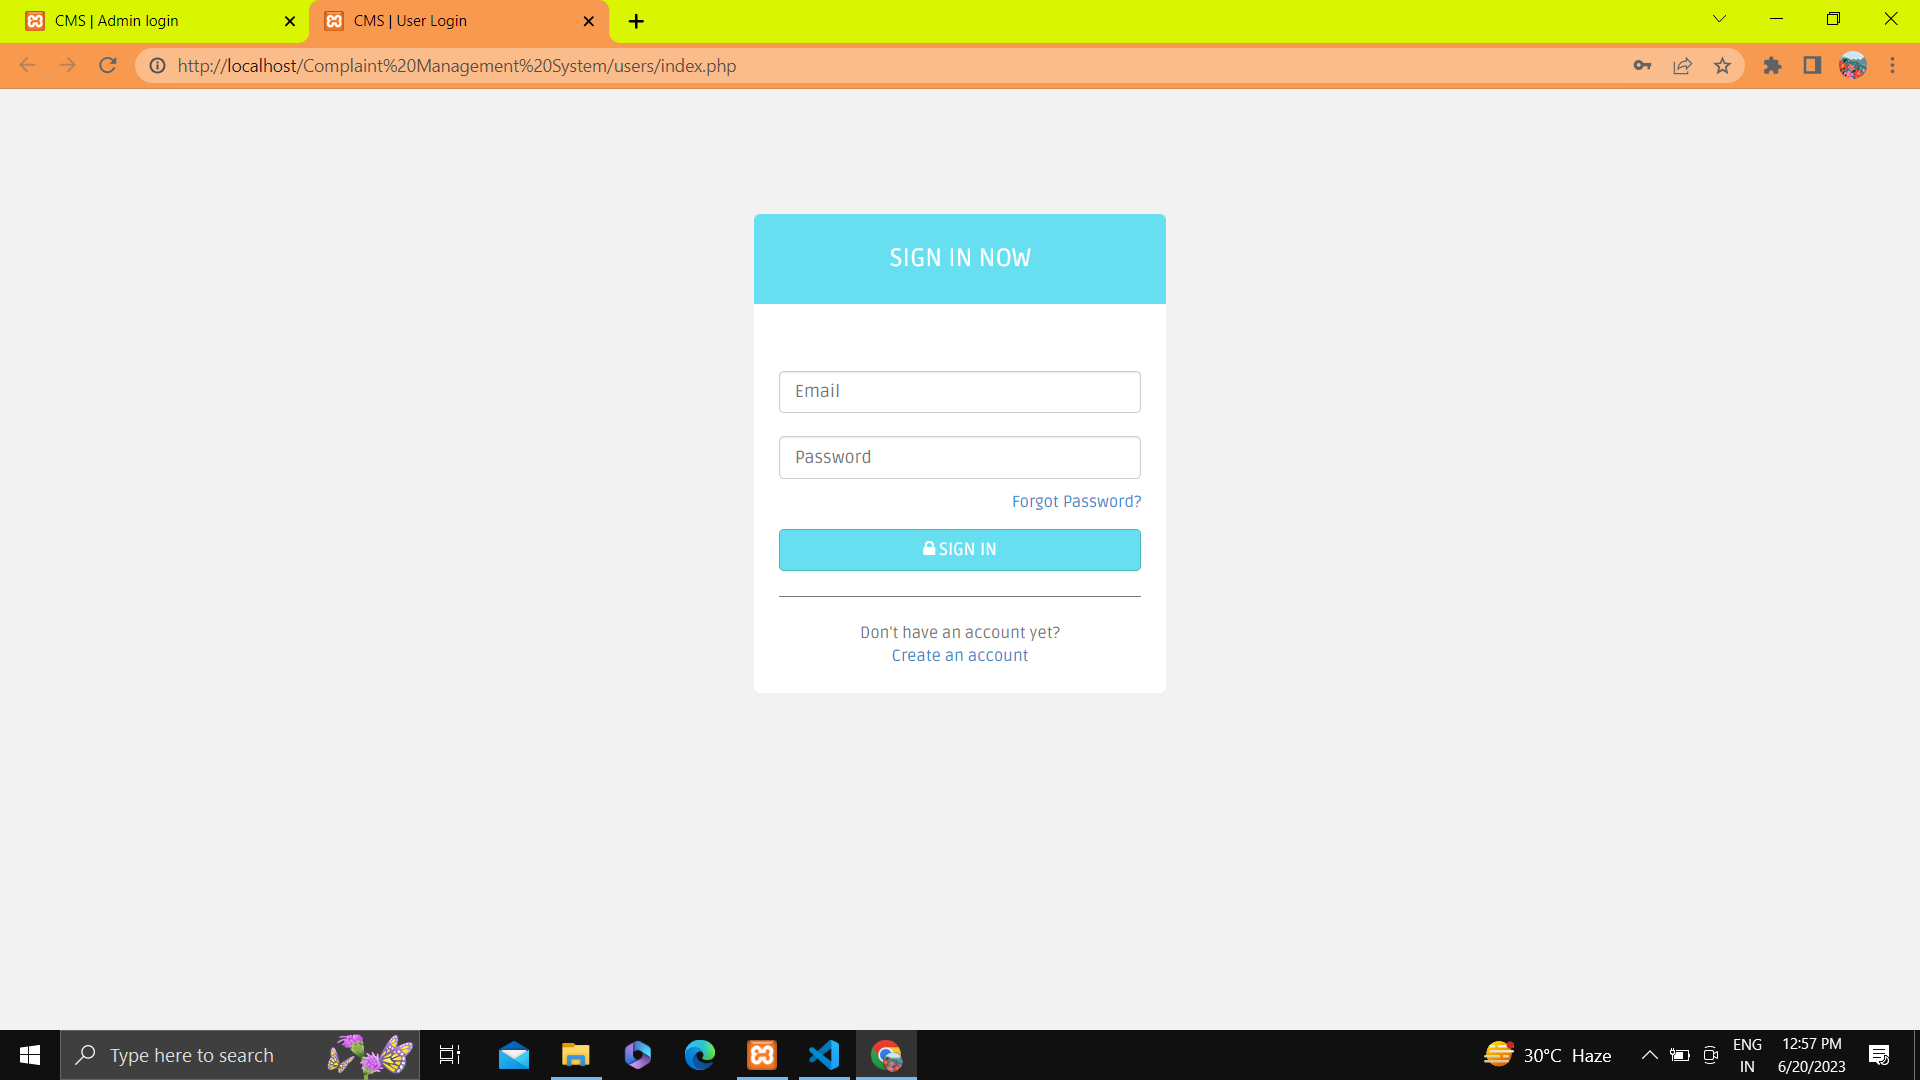 CMS | Admin login
CMS | User Login
http://localhost/Complaint%20Management%20System/users/index.php
SIGN IN NOW
Email
Password
Forgot Password?
SIGN IN
Don't have an account yet?
Create an account
Type here to search
30°C Haze
ENG
IN
12:57 PM
6/20/2023